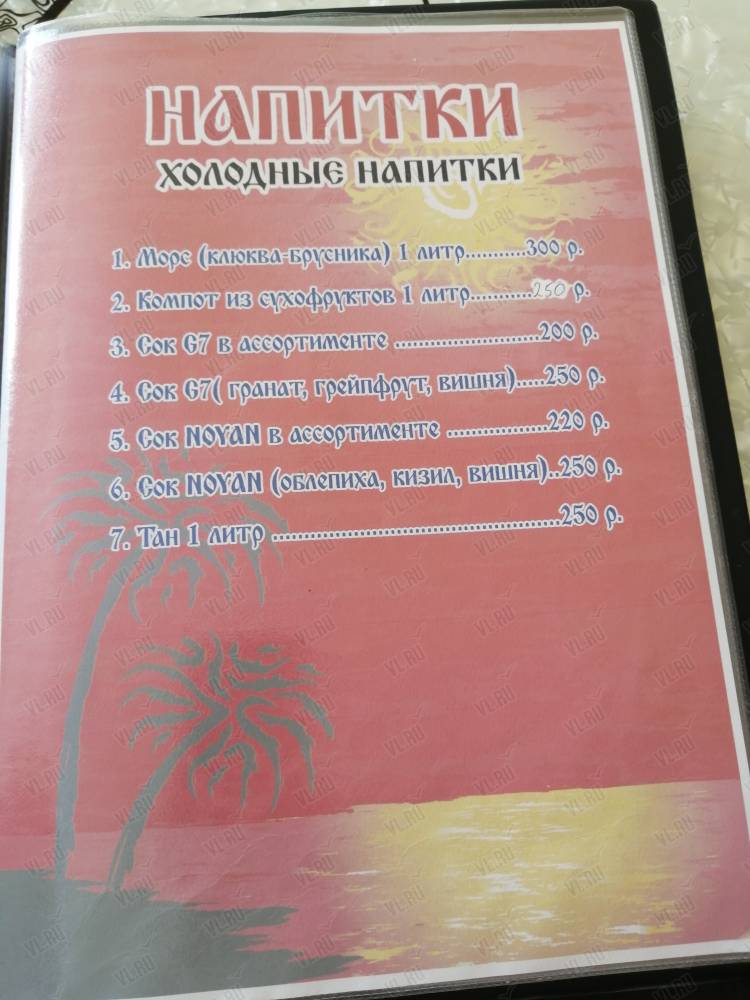 НАПИТКИ
ХОЛОДНЫЕ НАПИТКИ
1. Морс (клюква-брусника) 1 литр...........300 р.
2. Компот из сухофруктов 1 литр...........250 р.
3. Сок G7 в ассортименте .........................200 р.
4. Сок G7( гранат, грейпфрут, вишня).....250 р.
5. Сок NOYAN в ассортименте .................220 р.
6. Сок NOYAN (облепиха, кизил, вишня)..250 р.
7. Тан 1 литр .................................................250 р.
VL.RU